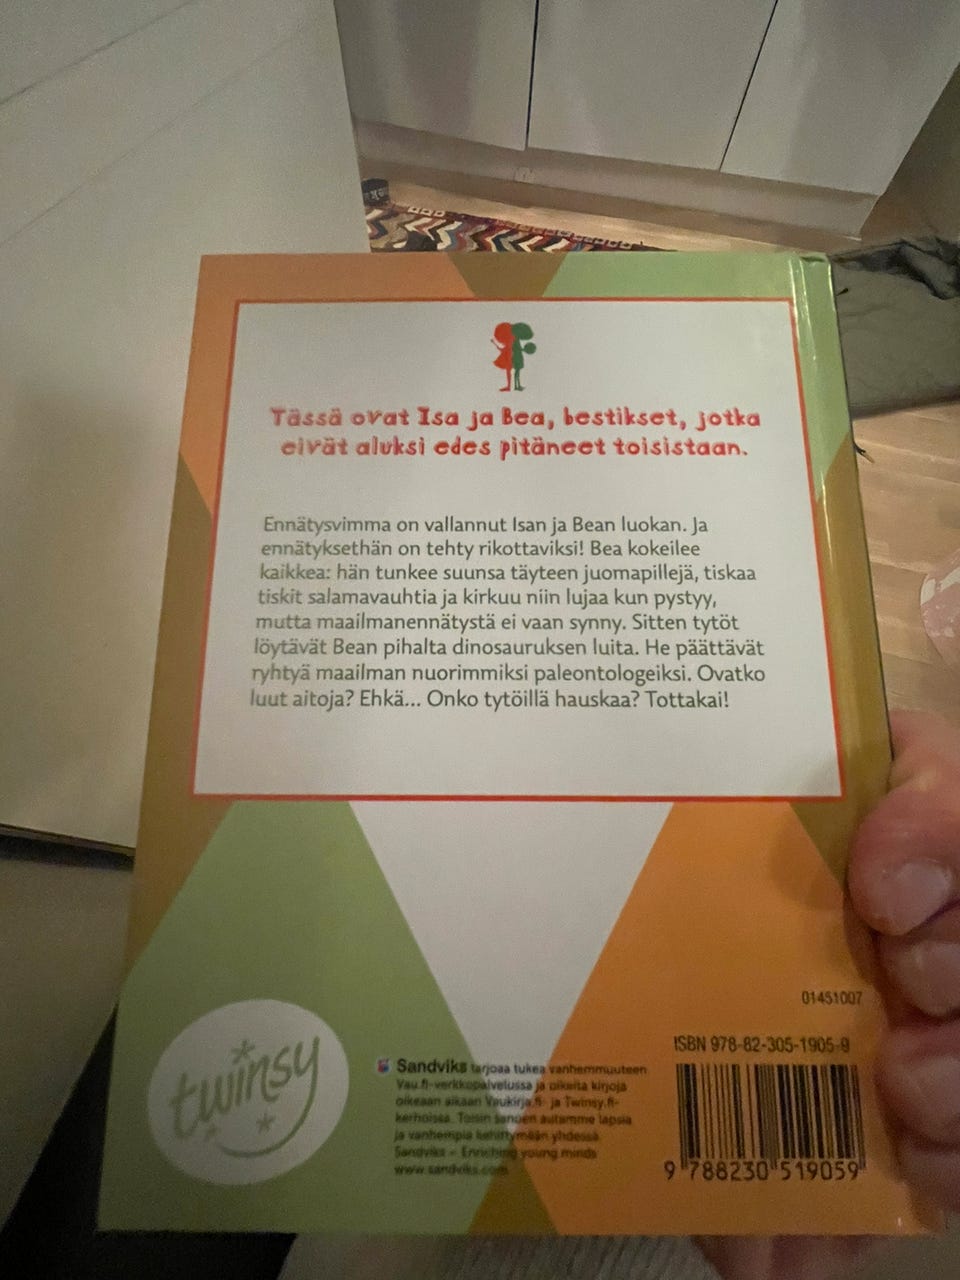 Tässä ovat Isa ja Bea, bestikset, jotka
eivät aluksi edes pitäneet toisistaan.
Ennätysvimma on vallannut Isan ja Bean luokan. Ja
ennätyksethän on tehty rikottaviksi! Bea kokeilee
kaikkea: hän tunkee suunsa täyteen juomapillejä, tiskaa
tiskit salamavauhtia ja kirkuu niin lujaa kun pystyy,
mutta maailmanennätystä ei vaan synny. Sitten tytöt
löytävät Bean pihalta dinosauruksen luita. He päättävät
ryhtyä maailman nuorimmiksi paleontologeiksi. Ovatko
luut aitoja? Ehkä... Onko tytöillä hauskaa? Tottakai!
twinsy
Sandviks tarjoaa tukea vanhemmuuteen
Vau.fi-verkkopalvelussa ja oikeita kirjoja
oikeaan aikaan Vaukirja.fi- ja Twinsy.fi-
kerhoissa. Toisin sanoen autamme lapsia
ja vanhempia kehittymään yhdessä.
Sandviks – Enriching young minds
www.sandviks.com
01451007
ISBN 978-82-305-1905-9
9 788230 519059